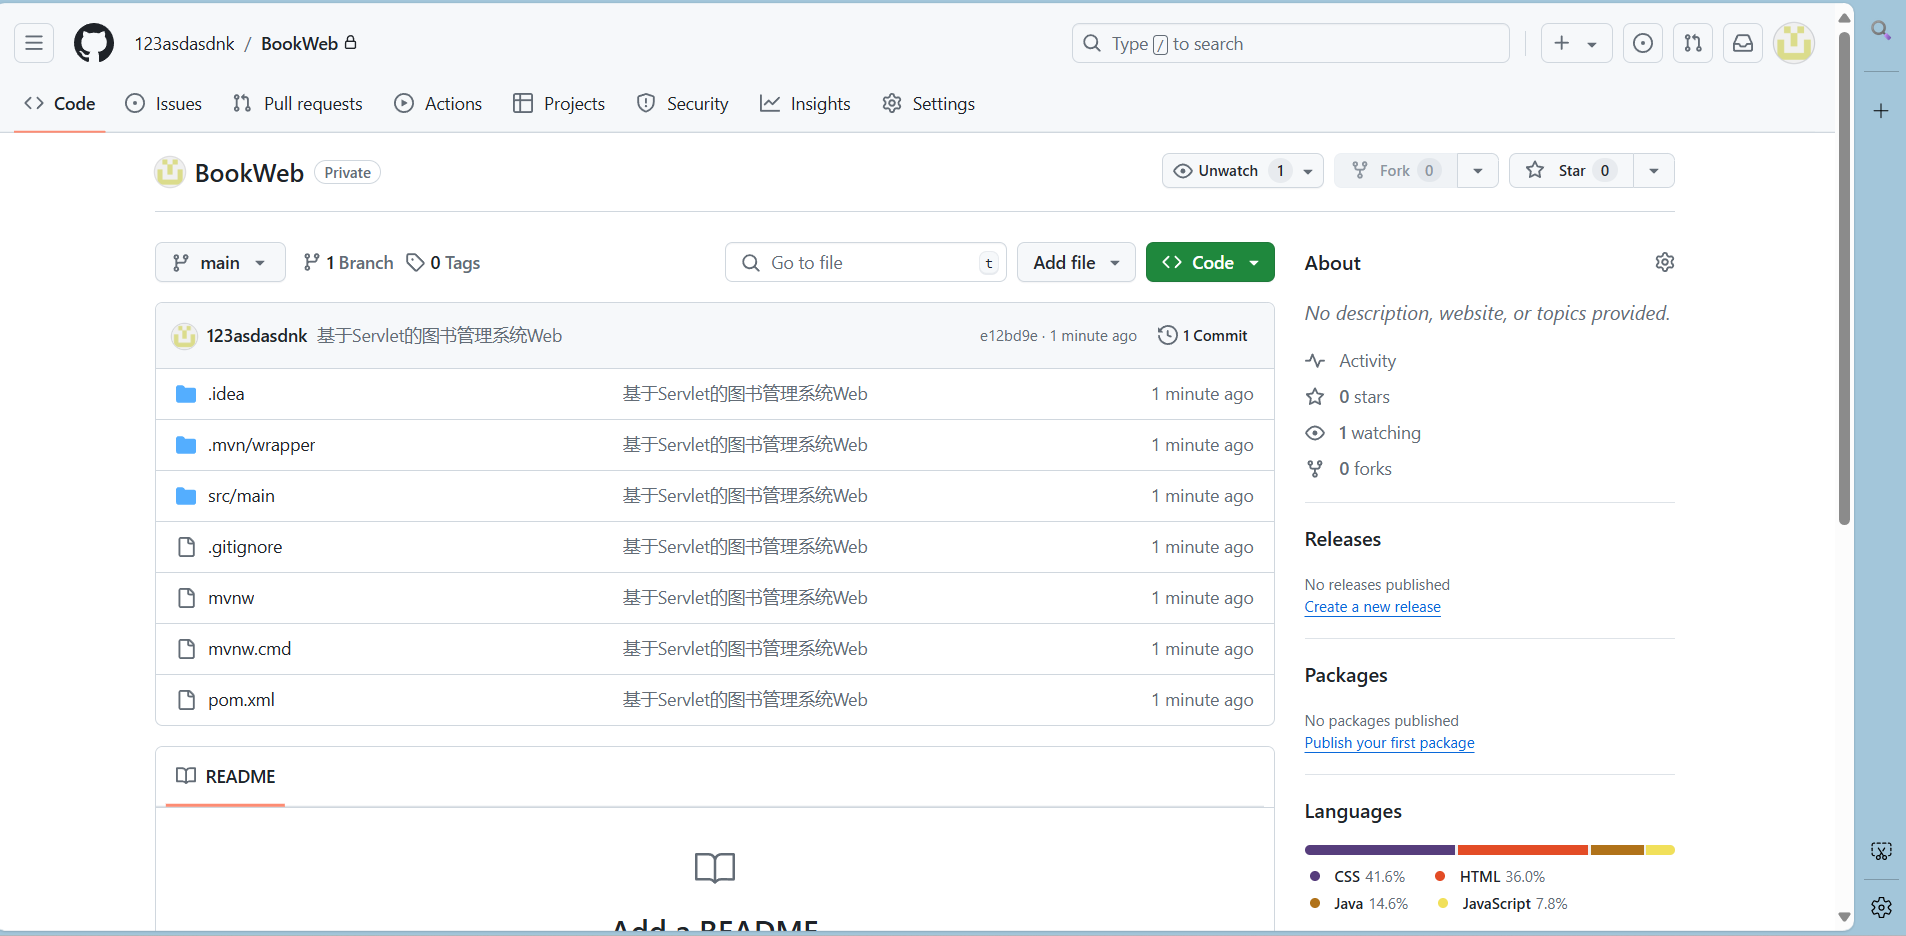 123asdasdnk / BookWeb
Type / to search
Code Issues Pull requests Actions Projects Security Insights Settings
BookWeb Private
Unwatch 1 Fork 0 Star 0
main 1 Branch 0 Tags
Go to file t Add file Code
123asdasdnk 基于Servlet的图书管理系统Web e12bd9e · 1 minute ago 1 Commit
.idea 基于Servlet的图书管理系统Web 1 minute ago
.mvn/wrapper 基于Servlet的图书管理系统Web 1 minute ago
src/main 基于Servlet的图书管理系统Web 1 minute ago
.gitignore 基于Servlet的图书管理系统Web 1 minute ago
mvnw 基于Servlet的图书管理系统Web 1 minute ago
mvnw.cmd 基于Servlet的图书管理系统Web 1 minute ago
pom.xml 基于Servlet的图书管理系统Web 1 minute ago
README
Add a README
About
No description, website, or topics provided.
Activity
0 stars
1 watching
0 forks
Releases
No releases published
Create a new release
Packages
No packages published
Publish your first package
Languages
CSS 41.6% HTML 36.0%
Java 14.6% JavaScript 7.8%